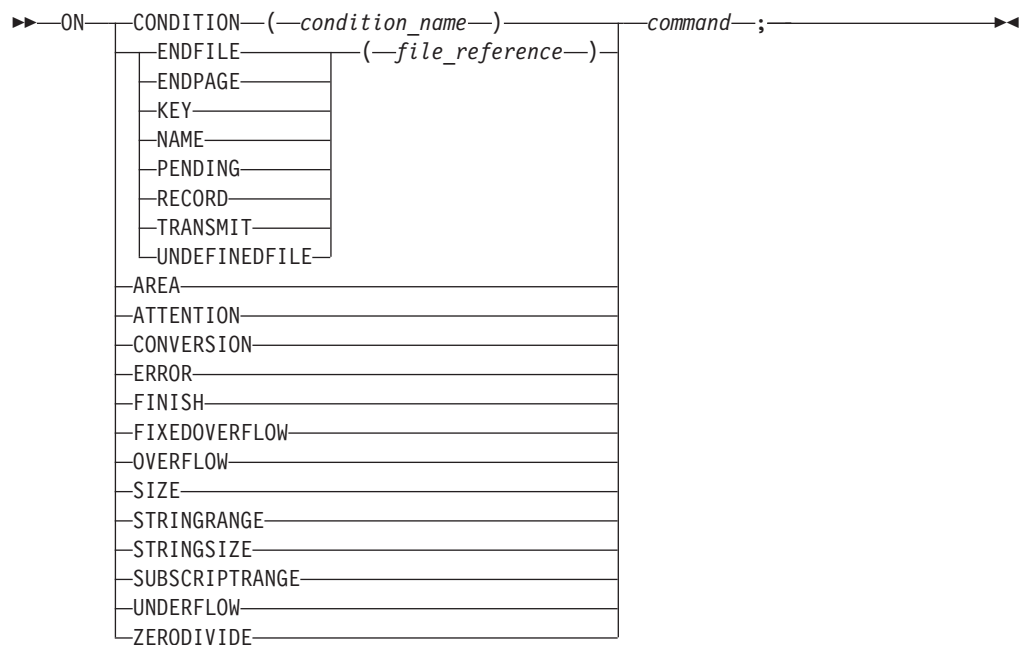 ON CONDITION ( condition_name ) command ;
ENDFILE ( file_reference )
ENDPAGE
KEY
NAME
PENDING
RECORD
TRANSMIT
UNDEFINEDFILE
AREA
ATTENTION
CONVERSION
ERROR
FINISH
FIXEDOVERFLOW
OVERFLOW
SIZE
STRINGRANGE
STRINGSIZE
SUBSCRIPTRANGE
UNDERFLOW
ZERODIVIDE